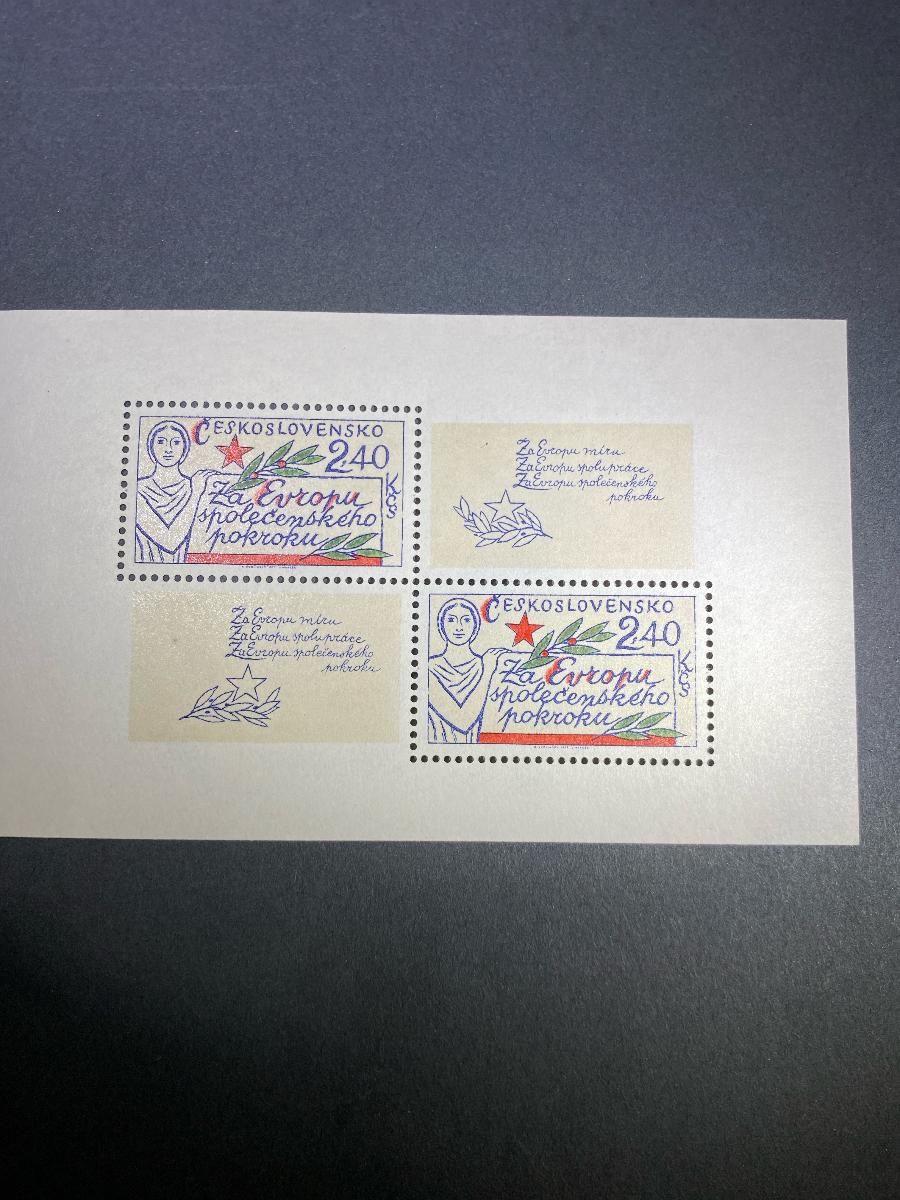 ČESKOSLOVENSKO
2.40
Kčs
Za Evropu
společenského
pokroku
Za Evropu míru
Za Evropu spolupráce
Za Evropu společenského
pokroku
Za Evropu míru
Za Evropu spolupráce
Za Evropu společenského
pokroku
ČESKOSLOVENSKO
2.40
Kčs
Za Evropu
společenského
pokroku